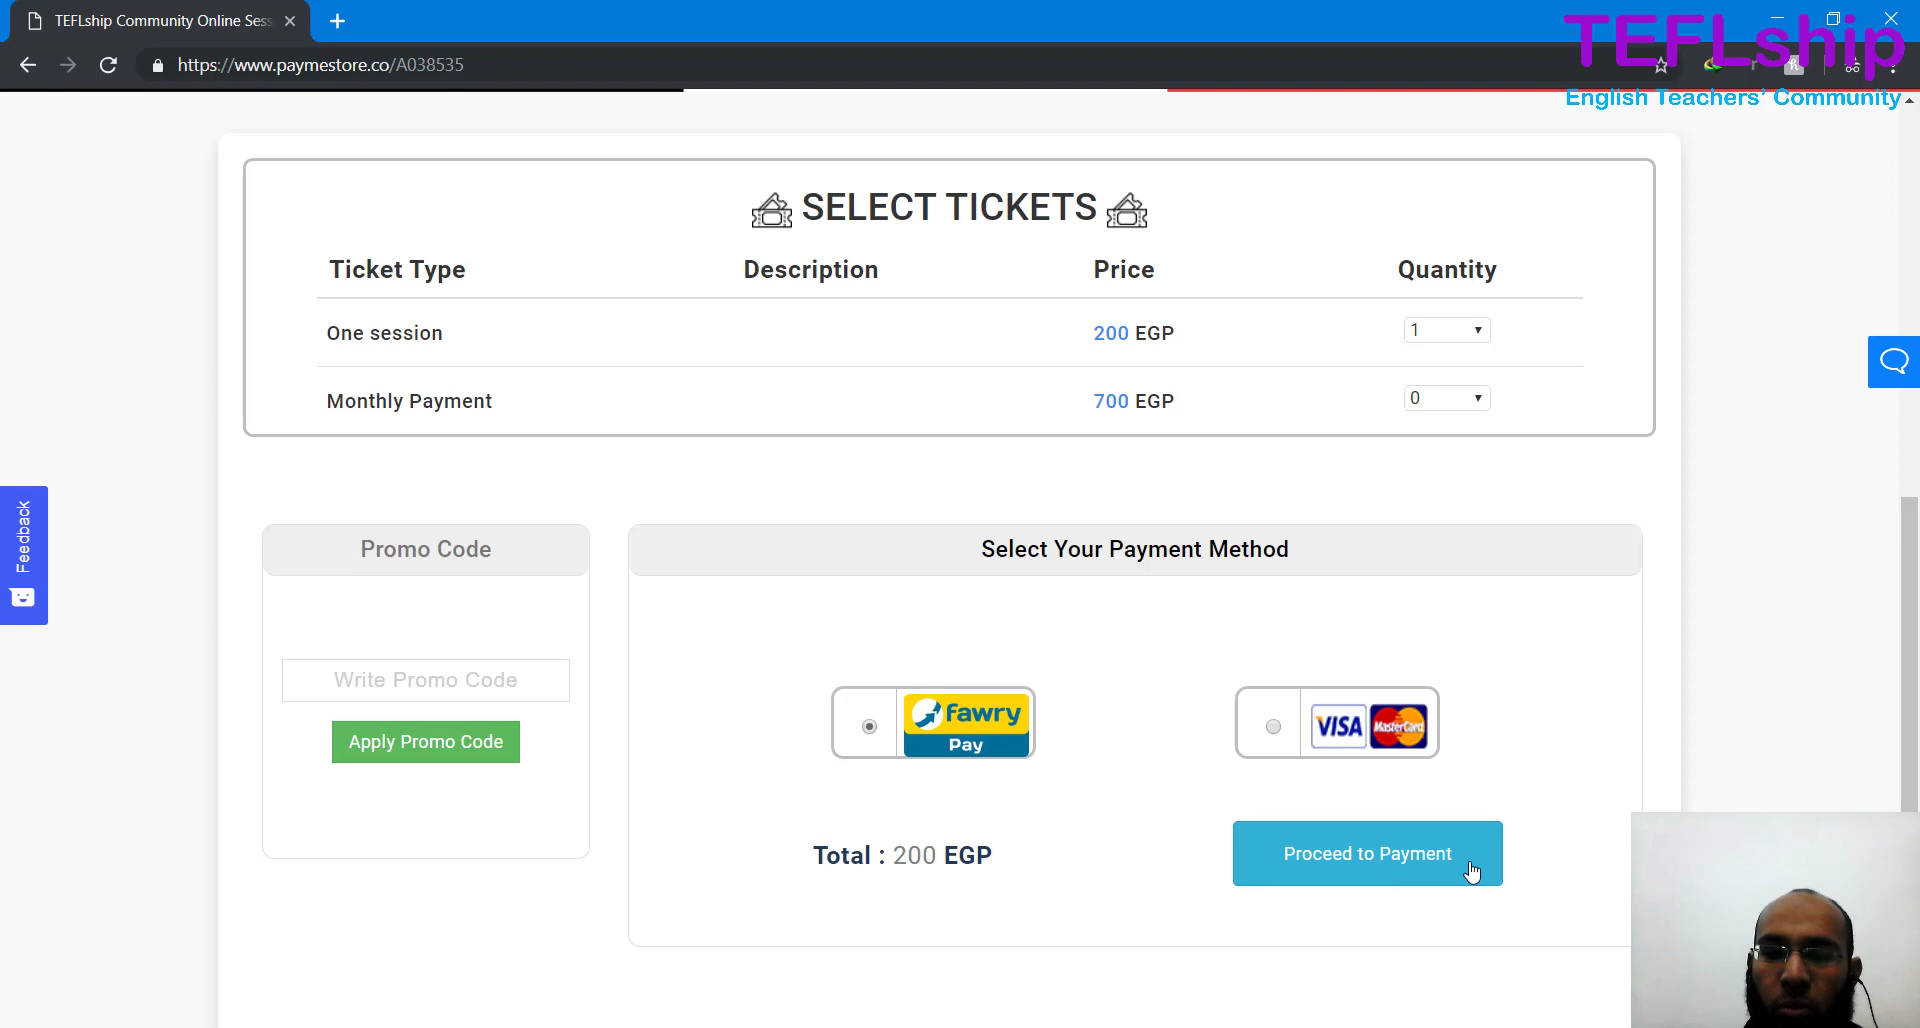 TEFLship Community Online Sess
TEFLship
https://www.paymestore.co/A038535
English Teachers' Community
SELECT TICKETS
Ticket Type Description Price Quantity
One session 200 EGP 1
Monthly Payment 700 EGP 0
Feedback
Promo Code
Select Your Payment Method
Write Promo Code
Apply Promo Code
fawry
Pay
VISA MasterCard
Total : 200 EGP
Proceed to Payment